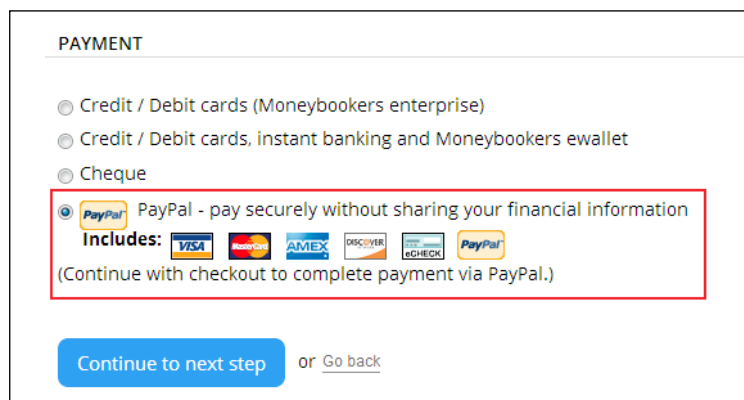 PAYMENT
Credit / Debit cards (Moneybookers enterprise)
Credit / Debit cards, instant banking and Moneybookers ewallet
Cheque
PayPal PayPal - pay securely without sharing your financial information
Includes: VISA MasterCard AMEX DISCOVER eCHECK PayPal
(Continue with checkout to complete payment via PayPal.)
Continue to next step or Go back